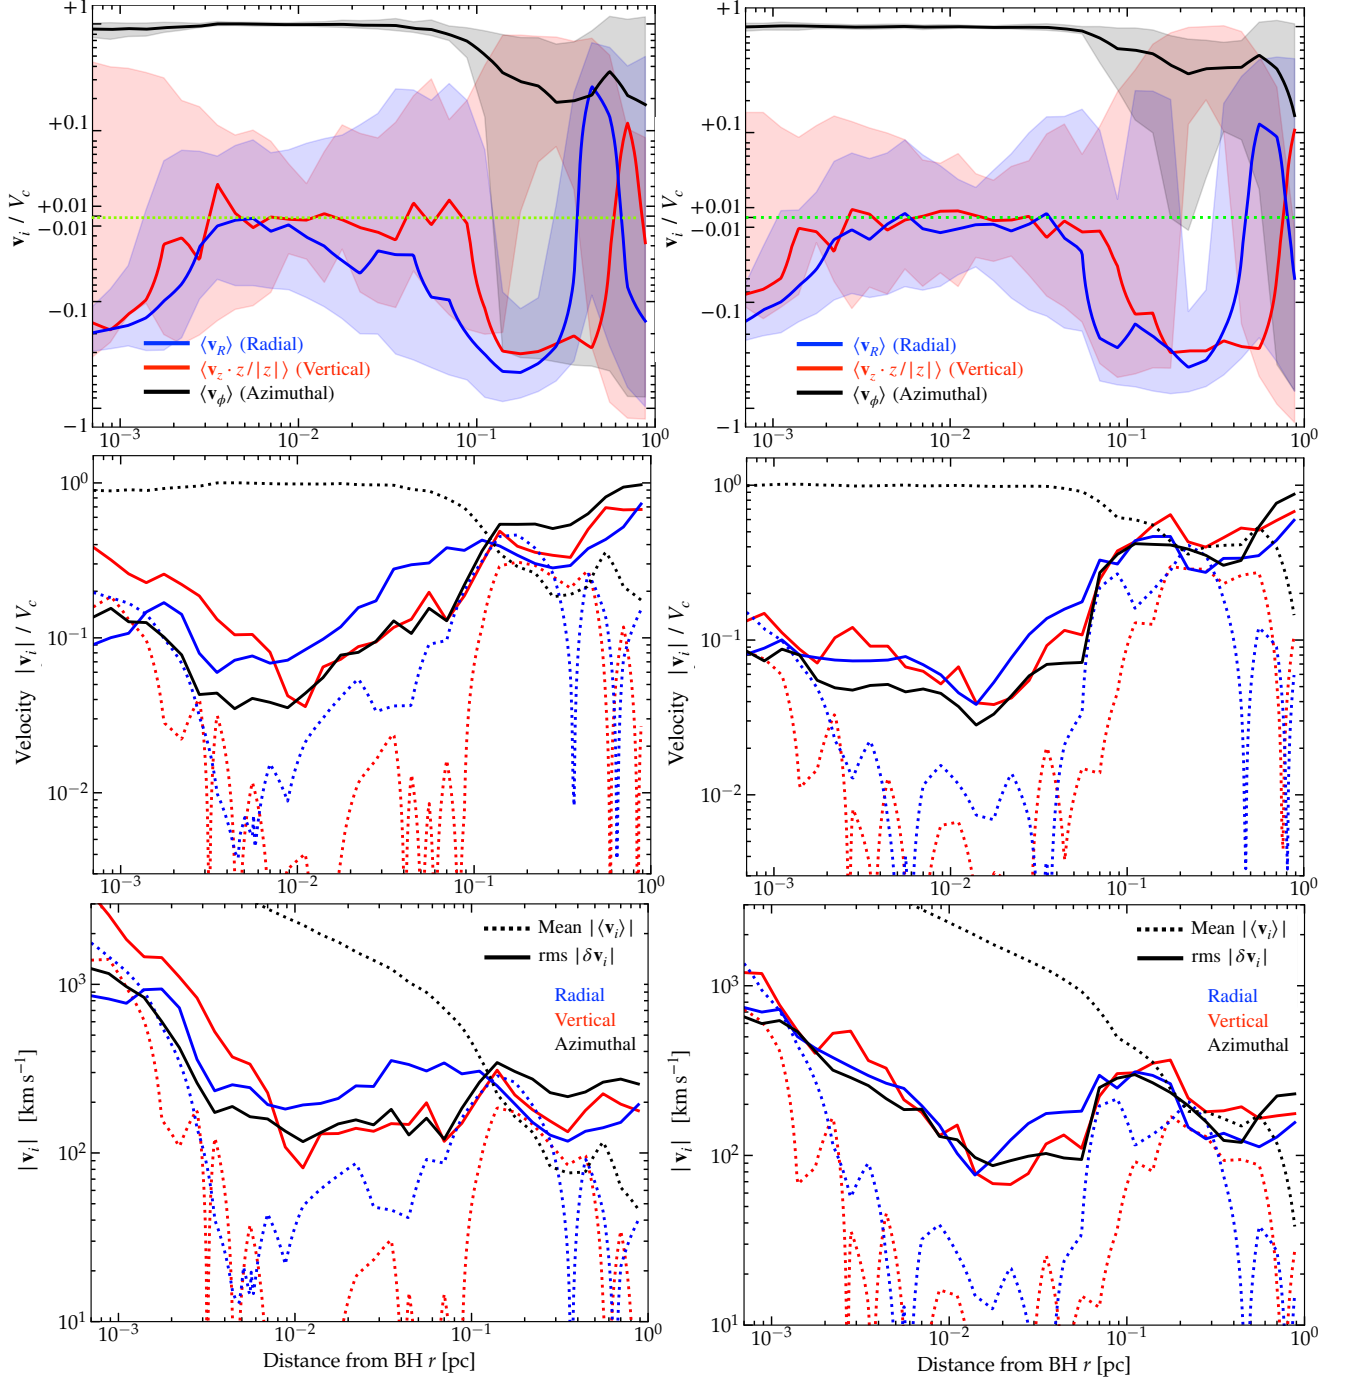 +1
+0.1
+0.01
−0.01
−0.1
−1
v_i / V_c
⟨v_R⟩ (Radial)
⟨v_z · z/|z|⟩ (Vertical)
⟨v_ϕ⟩ (Azimuthal)
10^−3 10^−2 10^−1 10^0
+1
+0.1
+0.01
−0.01
−0.1
−1
v_i / V_c
⟨v_R⟩ (Radial)
⟨v_z · z/|z|⟩ (Vertical)
⟨v_ϕ⟩ (Azimuthal)
10^−3 10^−2 10^−1 10^0
10^0
10^−1
10^−2
Velocity |v_i| / V_c
10^−3 10^−2 10^−1 10^0
10^0
10^−1
10^−2
Velocity |v_i| / V_c
10^−3 10^−2 10^−1 10^0
10^3
10^2
10^1
|v_i| [km s^−1]
Mean |⟨v_i⟩|
rms |δv_i|
Radial
Vertical
Azimuthal
10^−3 10^−2 10^−1 10^0
Distance from BH r [pc]
10^3
10^2
10^1
|v_i| [km s^−1]
Mean |⟨v_i⟩|
rms |δv_i|
Radial
Vertical
Azimuthal
10^−3 10^−2 10^−1 10^0
Distance from BH r [pc]